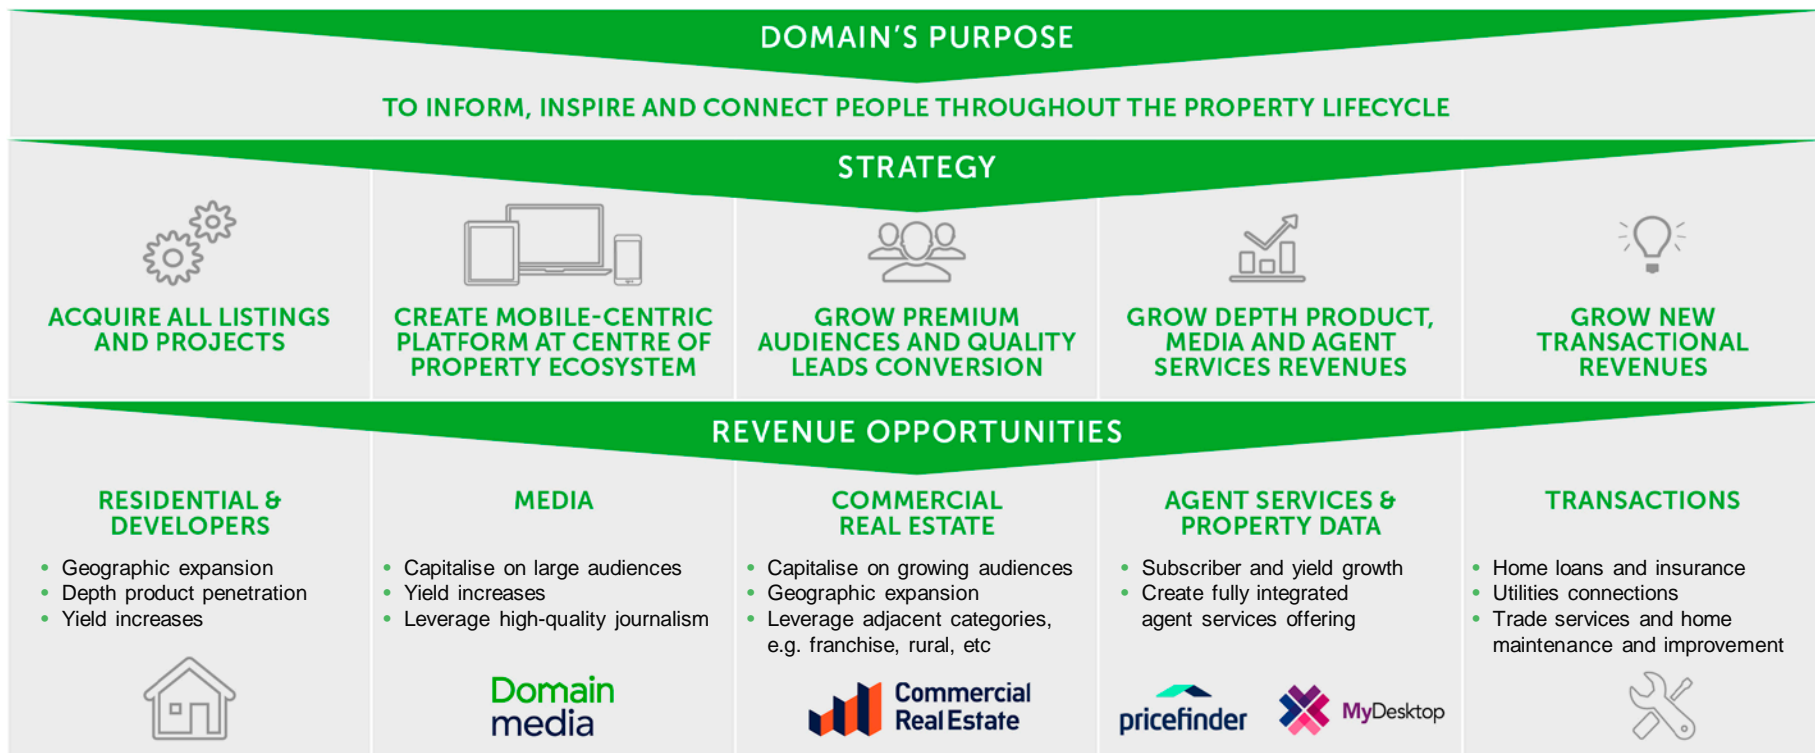 DOMAIN'S PURPOSE
TO INFORM, INSPIRE AND CONNECT PEOPLE THROUGHOUT THE PROPERTY LIFECYCLE
STRATEGY
ACQUIRE ALL LISTINGS
AND PROJECTS
CREATE MOBILE-CENTRIC
PLATFORM AT CENTRE OF
PROPERTY ECOSYSTEM
GROW PREMIUM
AUDIENCES AND QUALITY
LEADS CONVERSION
GROW DEPTH PRODUCT,
MEDIA AND AGENT
SERVICES REVENUES
GROW NEW
TRANSACTIONAL
REVENUES
REVENUE OPPORTUNITIES
RESIDENTIAL &
DEVELOPERS
• Geographic expansion
• Depth product penetration
• Yield increases
MEDIA
• Capitalise on large audiences
• Yield increases
• Leverage high-quality journalism
Domain
media
COMMERCIAL
REAL ESTATE
• Capitalise on growing audiences
• Geographic expansion
• Leverage adjacent categories,
e.g. franchise, rural, etc
Commercial
Real Estate
AGENT SERVICES &
PROPERTY DATA
• Subscriber and yield growth
• Create fully integrated
agent services offering
pricefinder
MyDesktop
TRANSACTIONS
• Home loans and insurance
• Utilities connections
• Trade services and home
maintenance and improvement